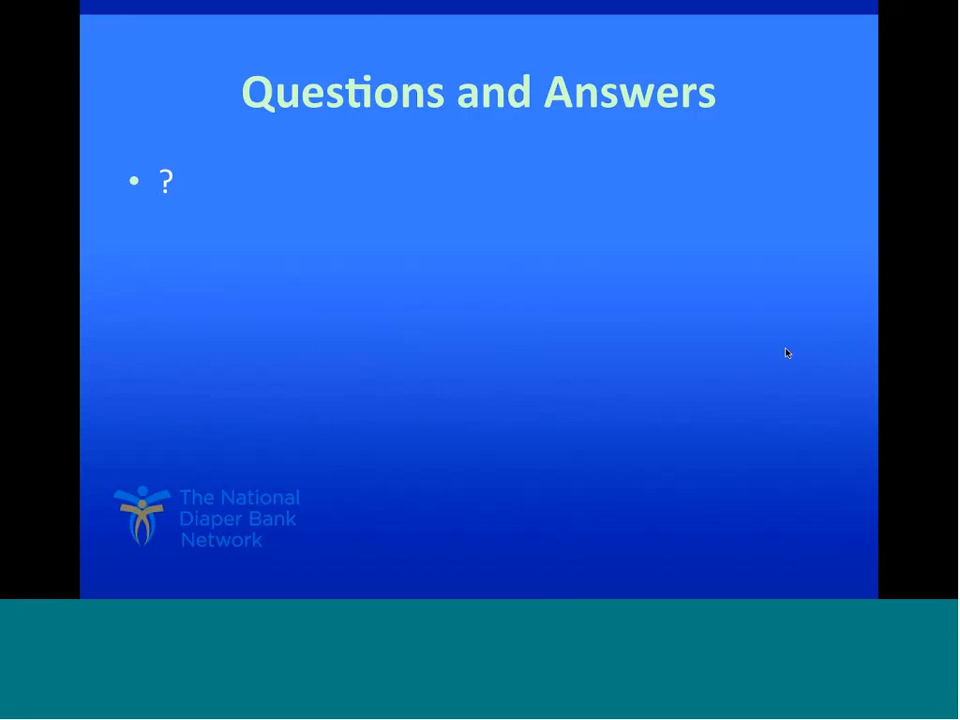 Questions and Answers
• ?
The National
Diaper Bank
Network